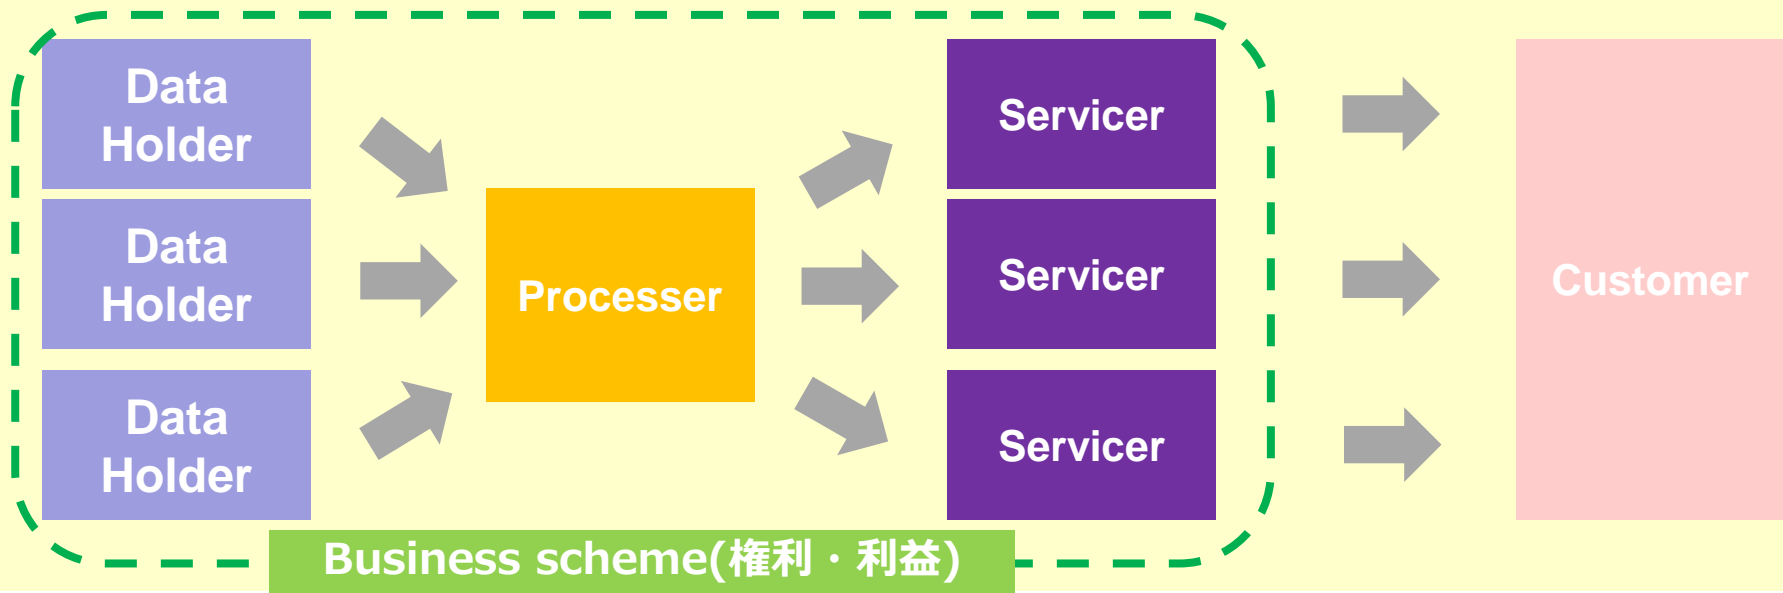 Data
Holder
Data
Holder
Data
Holder
Processer
Servicer
Servicer
Servicer
Customer
Business scheme(権利・利益)